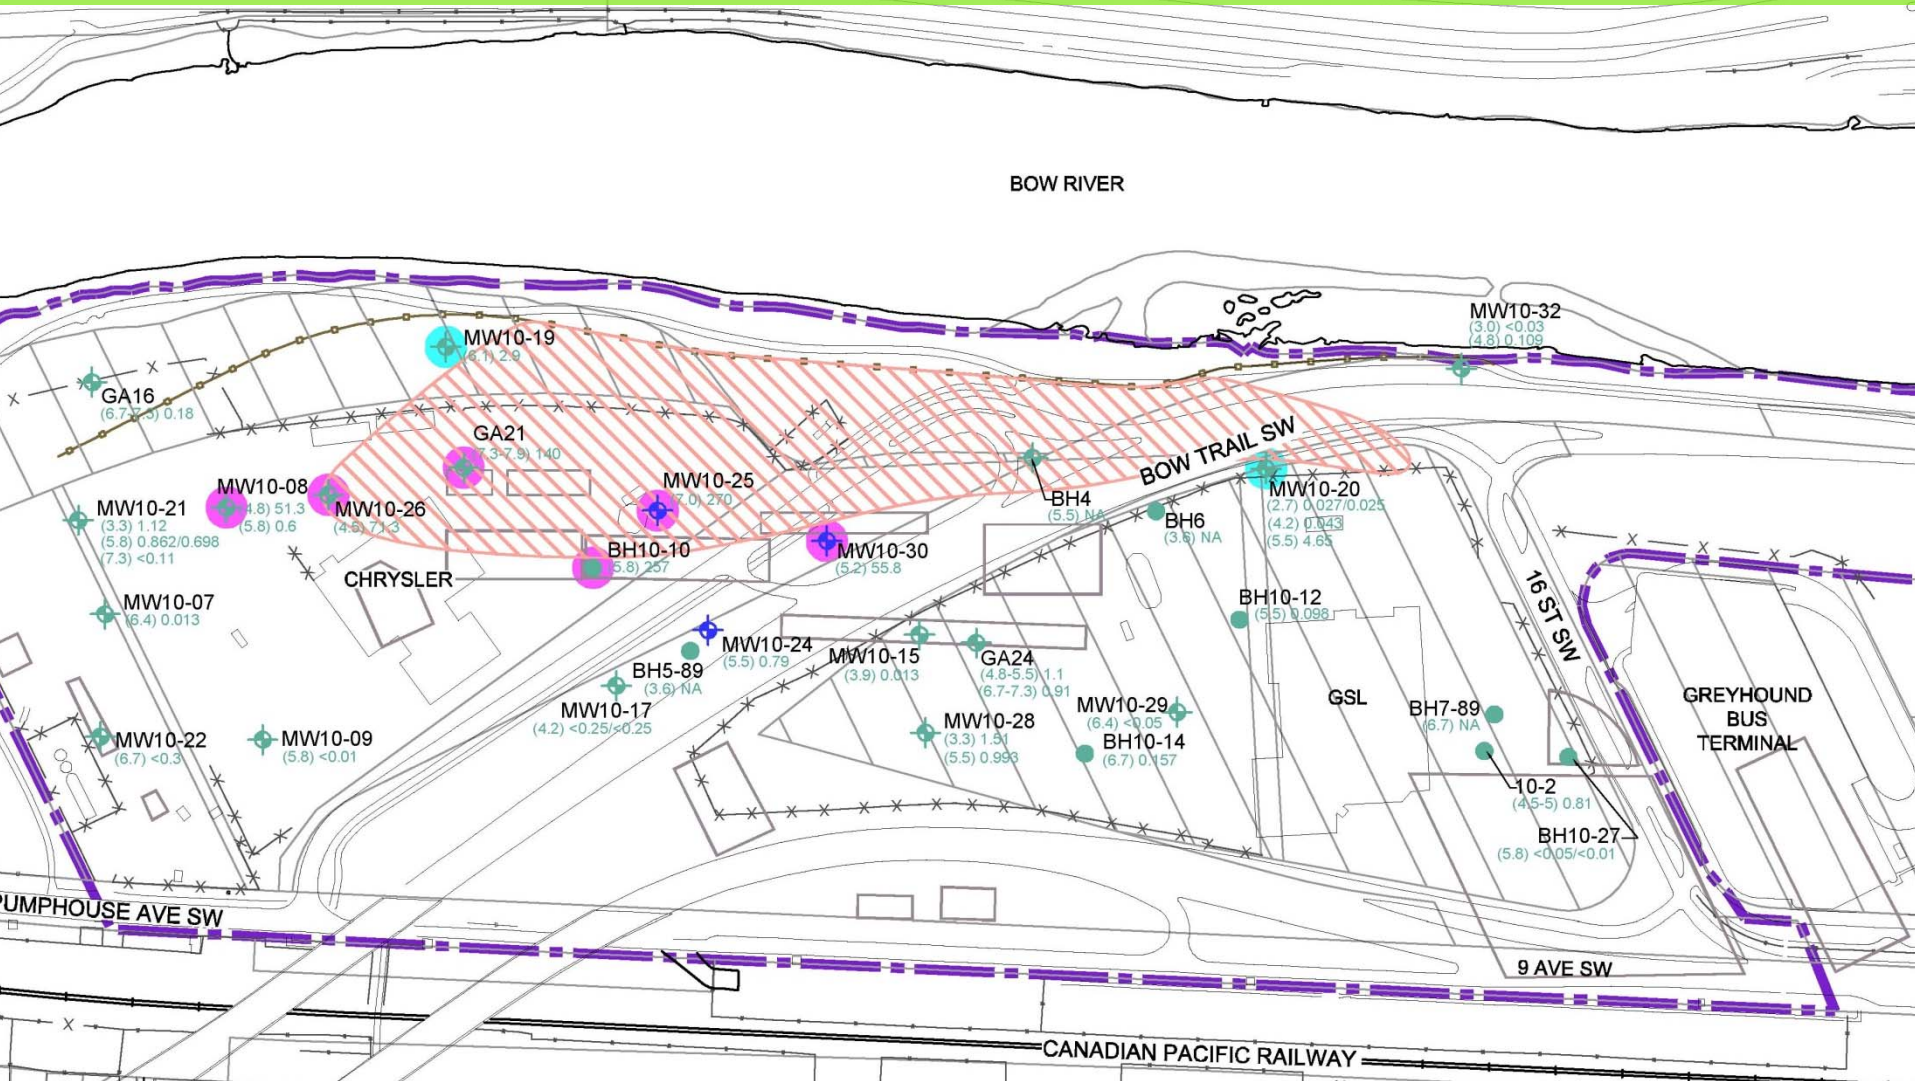 BOW RIVER
MW10-32
(3.0) <0.03
(4.8) 0.109
MW10-19
(6.1) 2.9
GA16
(6.7-7.3) 0.18
GA21
(7.3-7.9) 140
BOW TRAIL SW
MW10-25
(7.0) 270
MW10-08
(4.8) 51.3
(5.8) 0.6
MW10-26
(4.5) 71.3
MW10-21
(3.3) 1.12
(5.8) 0.862/0.698
(7.3) <0.11
BH4
(5.5) NA
MW10-20
(2.7) 0.027/0.025
(4.2) 0.043
(5.5) 4.65
BH6
(3.6) NA
BH10-10
(5.8) 257
MW10-30
(5.2) 55.8
CHRYSLER
MW10-07
(6.4) 0.013
BH10-12
(5.5) 0.098
16 ST SW
MW10-24
(5.5) 0.79
BH5-89
(3.6) NA
MW10-15
(3.9) 0.013
GA24
(4.8-5.5) 1.1
(6.7-7.3) 0.91
MW10-17
(4.2) <0.25/<0.25
MW10-28
(3.3) 1.51
(5.5) 0.993
MW10-29
(6.4) <0.05
BH10-14
(6.7) 0.157
GSL
BH7-89
(6.7) NA
GREYHOUND
BUS
TERMINAL
MW10-22
(6.7) <0.3
MW10-09
(5.8) <0.01
10-2
(4.5-5) 0.81
BH10-27
(5.8) <0.05/<0.01
PUMPHOUSE AVE SW
9 AVE SW
CANADIAN PACIFIC RAILWAY